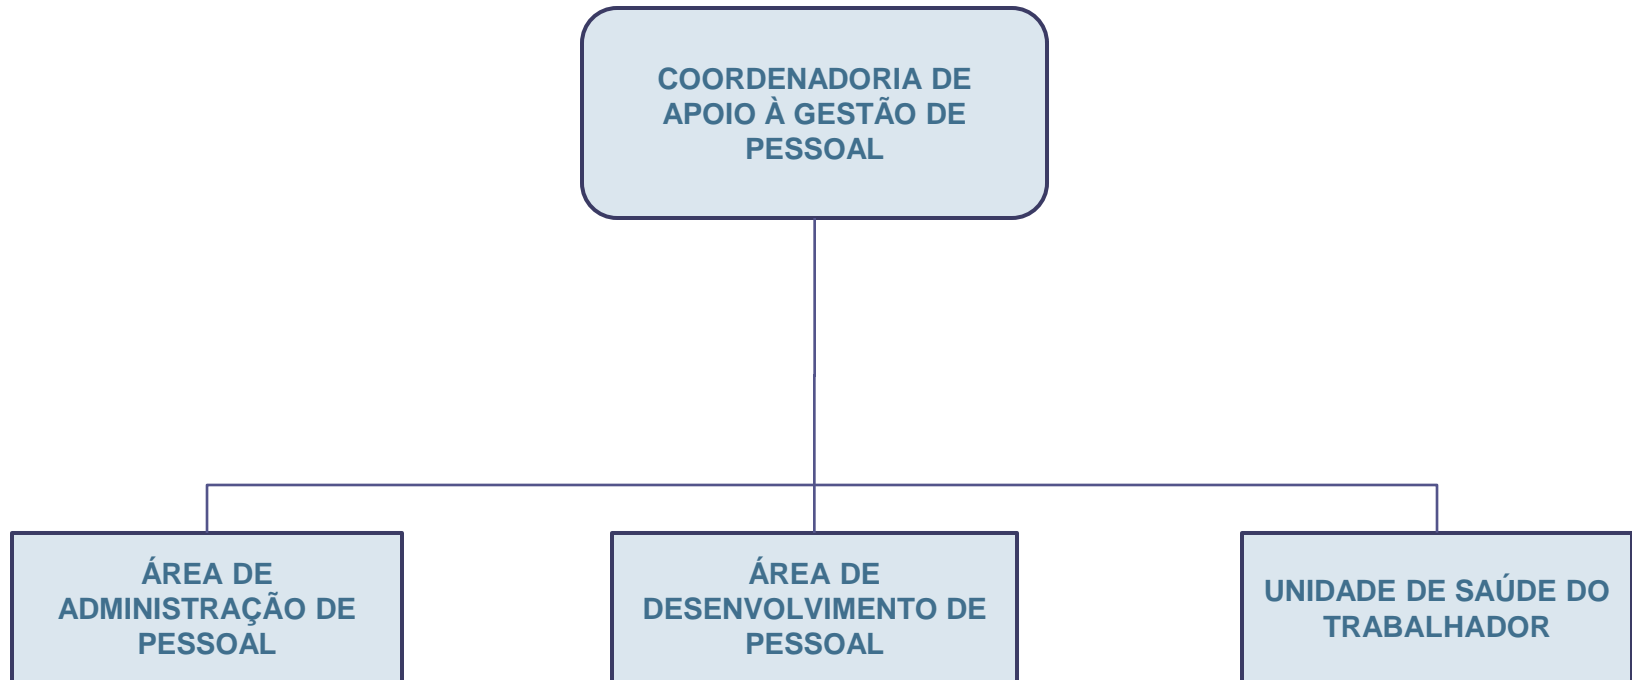 COORDENADORIA DE
APOIO À GESTÃO DE
PESSOAL
ÁREA DE
ADMINISTRAÇÃO DE
PESSOAL
ÁREA DE
DESENVOLVIMENTO DE
PESSOAL
UNIDADE DE SAÚDE DO
TRABALHADOR